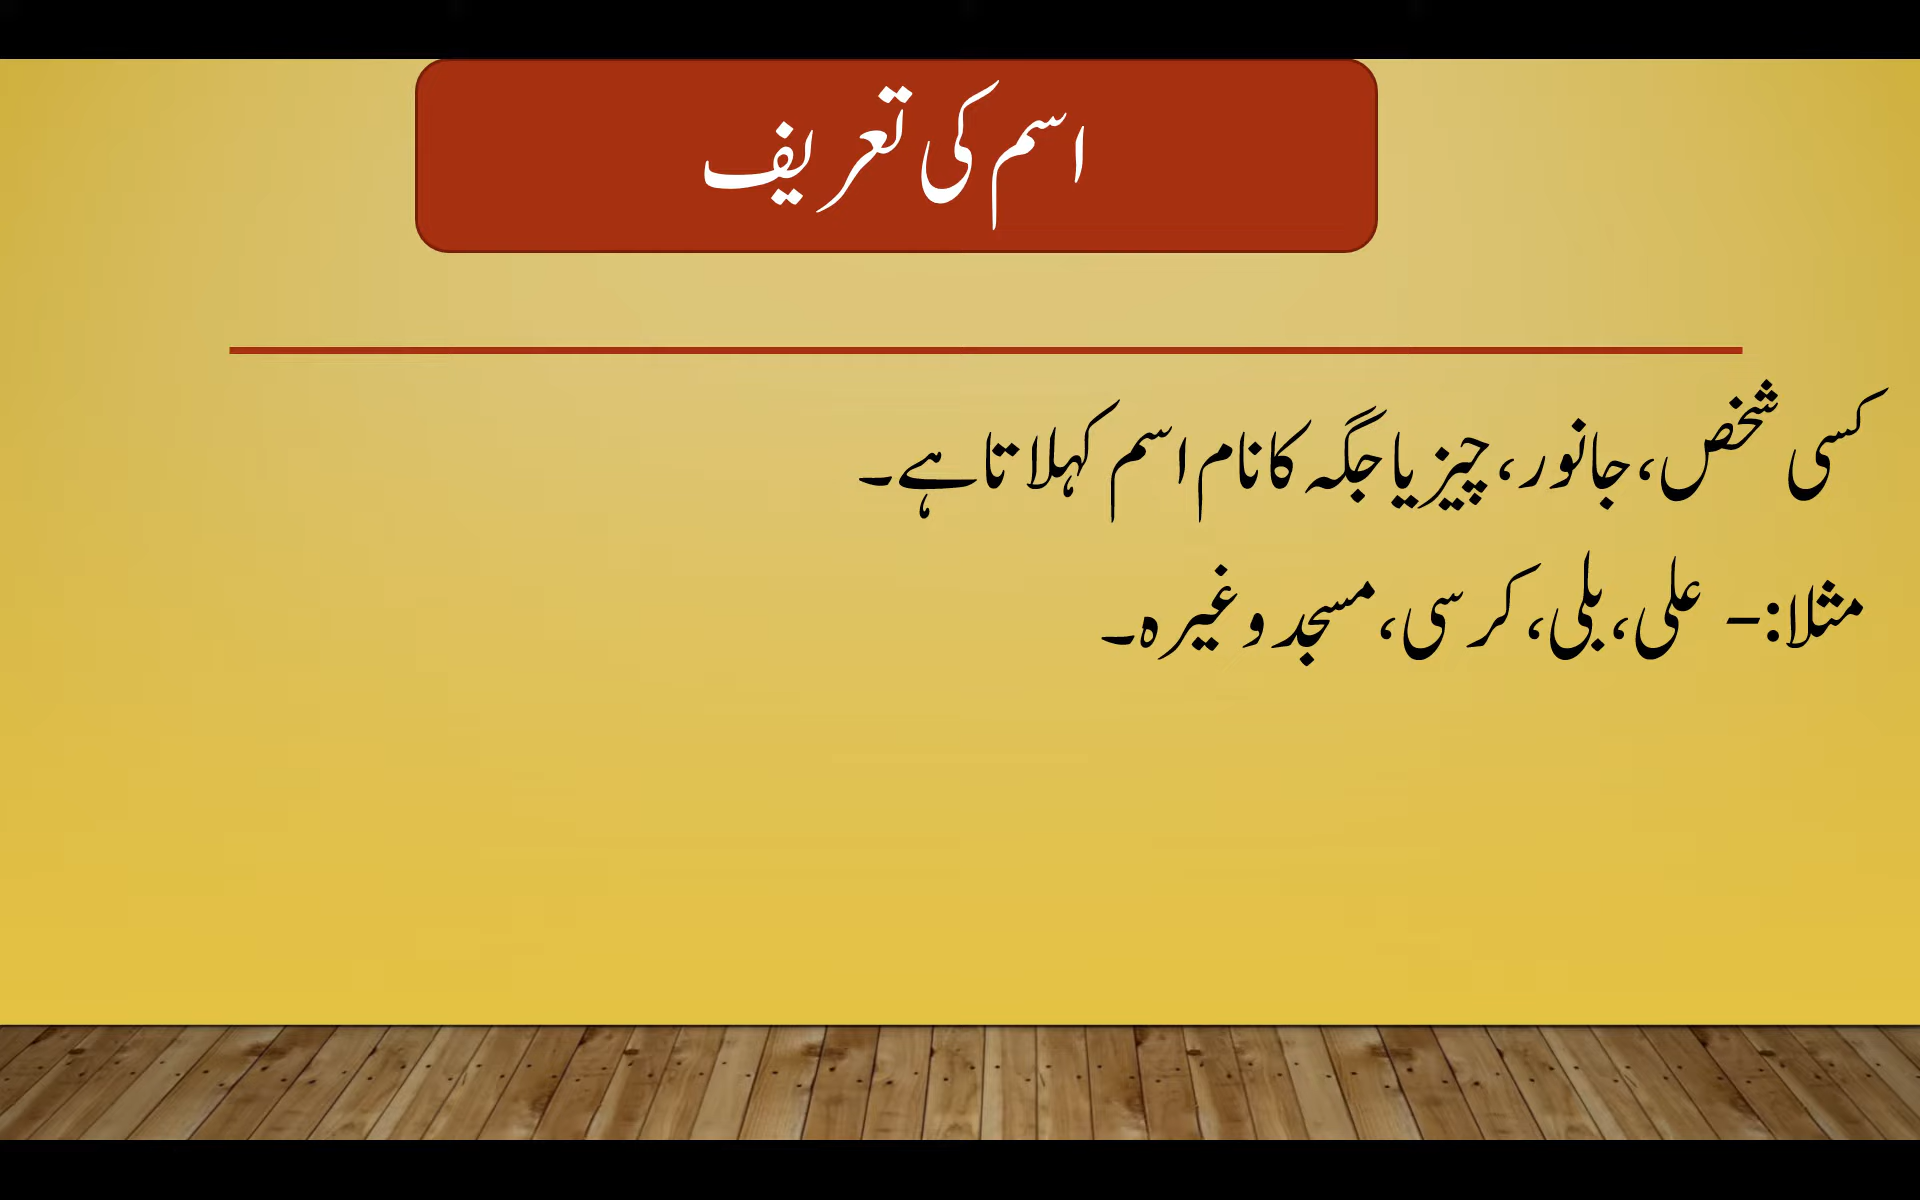 اسم کی تعریف
کسی شخص، جانور، چیز یا جگہ کا نام اسم کہلاتا ہے۔
مثلا:- علی، بلی، کرسی، مسجد وغیرہ۔